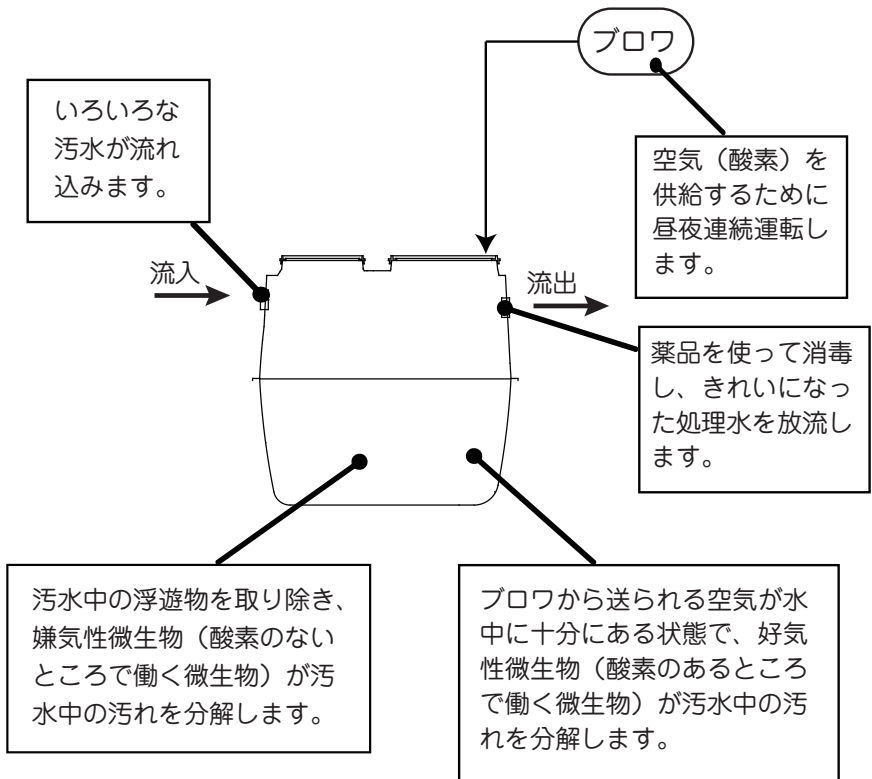 ブロワ
いろいろな
汚水が流れ
込みます。
空気（酸素）を
供給するために
昼夜連続運転し
ます。
流入
流出
薬品を使って消毒
し、きれいになっ
た処理水を放流し
ます。
汚水中の浮遊物を取り除き、
嫌気性微生物（酸素のない
ところで働く微生物）が汚
水中の汚れを分解します。
ブロワから送られる空気が水
中に十分にある状態で、好気
性微生物（酸素のあるところ
で働く微生物）が汚水中の汚
れを分解します。